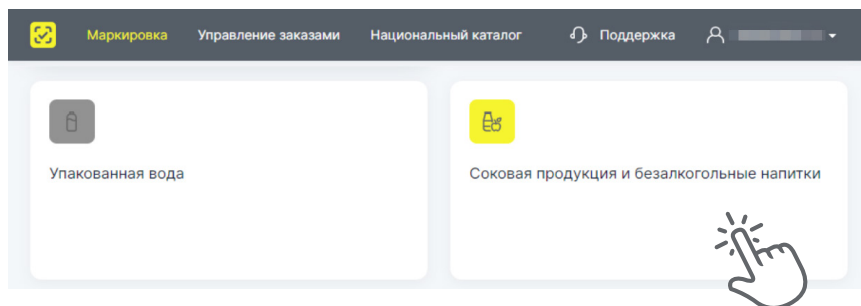 Маркировка Управление заказами Национальный каталог Поддержка
Упакованная вода
Соковая продукция и безалкогольные напитки